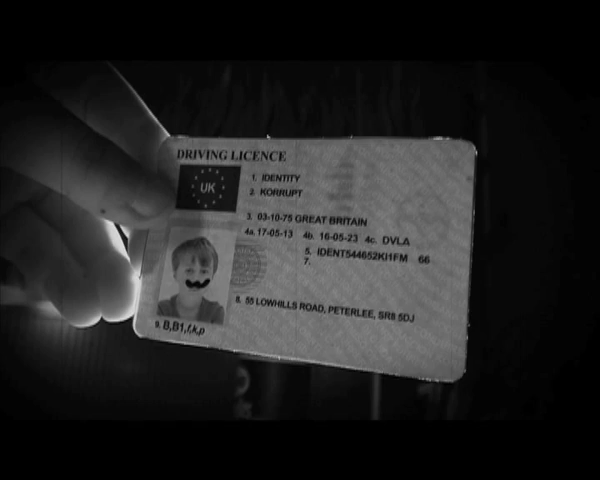 DRIVING LICENCE
UK
1. IDENTITY
2. KORRUPT
3. 03-10-75 GREAT BRITAIN
4a. 17-05-13 4b. 16-05-23 4c. DVLA
5. IDENT544652KI1FM 66
7.
8. 55 LOWHILLS ROAD, PETERLEE, SR8 5DJ
9. B,B1,f,k,p